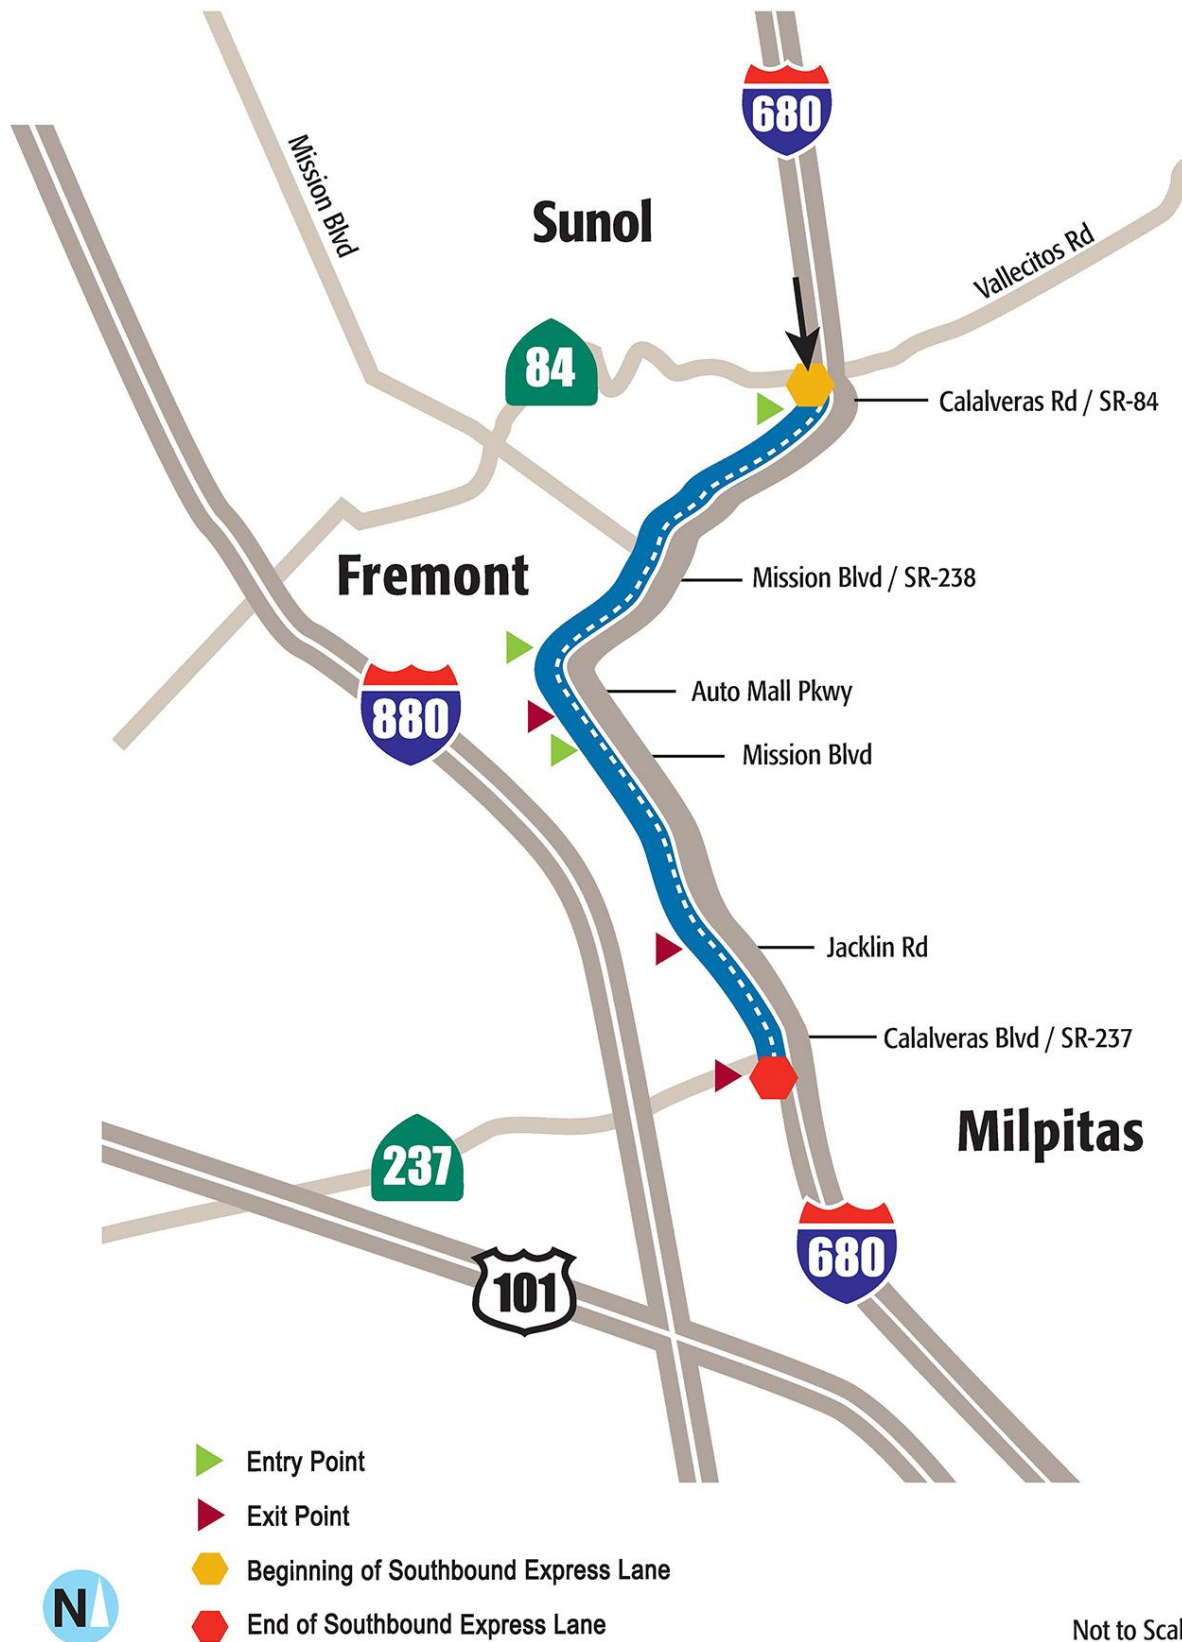 680
Mission Blvd
Sunol
Vallecitos Rd
84
Calalveras Rd / SR-84
Fremont
Mission Blvd / SR-238
880
Auto Mall Pkwy
Mission Blvd
Jacklin Rd
Calalveras Blvd / SR-237
Milpitas
237
680
101
Entry Point
Exit Point
Beginning of Southbound Express Lane
N
End of Southbound Express Lane
Not to Scal